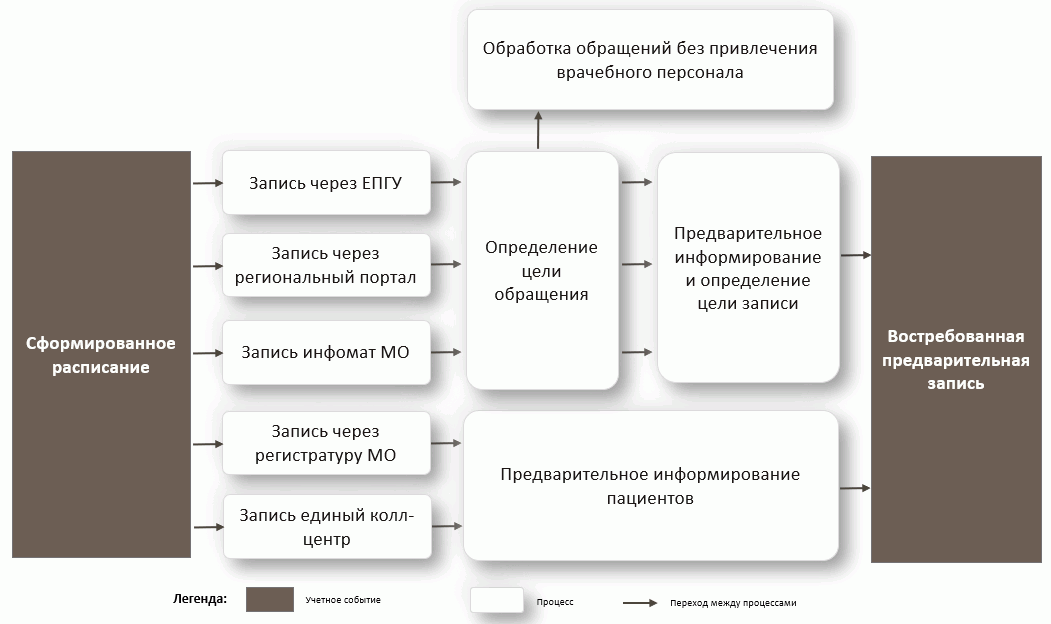 Обработка обращений без привлечения
врачебного персонала
Сформированное
расписание
Запись через ЕПГУ
Запись через
региональный портал
Запись инфомат МО
Запись через
регистратуру МО
Запись единый колл-
центр
Определение
цели
обращения
Предварительное
информирование
и определение
цели записи
Предварительное информирование
пациентов
Востребованная
предварительная
запись
Легенда:
Учетное событие
Процесс
Переход между процессами